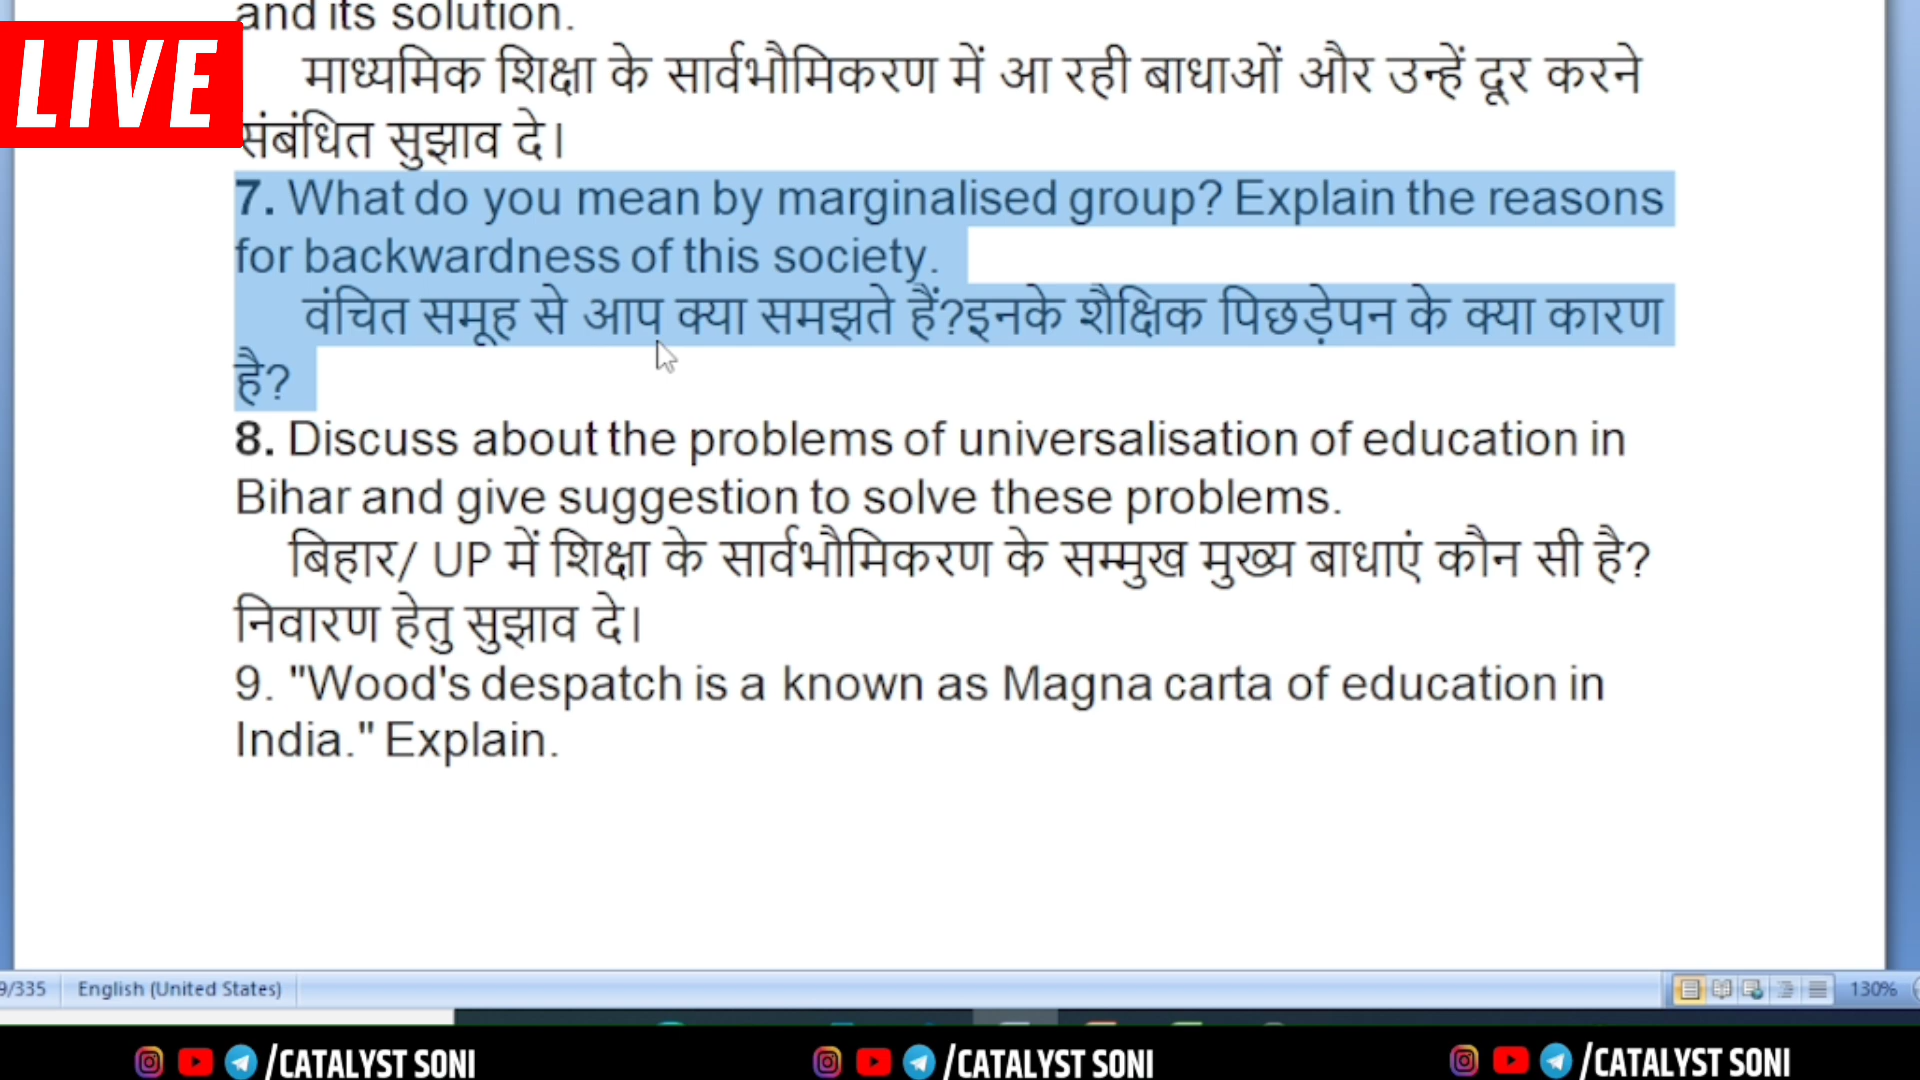 and its solution.
LIVE
माध्यमिक शिक्षा के सार्वभौमिकरण में आ रही बाधाओं और उन्हें दूर करने
संबंधित सुझाव दे।
7. What do you mean by marginalised group? Explain the reasons
for backwardness of this society.
वंचित समूह से आप क्या समझते हैं?इनके शैक्षिक पिछड़ेपन के क्या कारण
है?
8. Discuss about the problems of universalisation of education in
Bihar and give suggestion to solve these problems.
बिहार/ UP में शिक्षा के सार्वभौमिकरण के सम्मुख मुख्य बाधाएं कौन सी है?
निवारण हेतु सुझाव दे।
9. "Wood's despatch is a known as Magna carta of education in
India." Explain.
9/335 English (United States) 130%
/CATALYST SONI /CATALYST SONI /CATALYST SONI